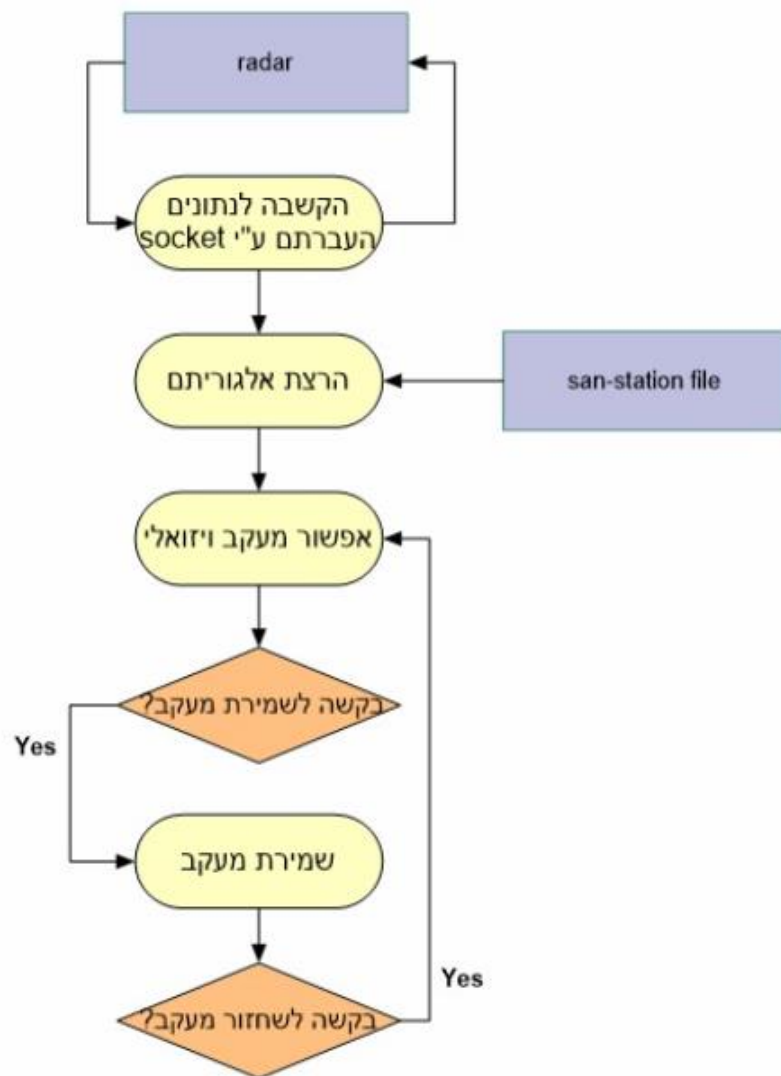 radar
הקשבה לנתונים
העברתם ע"י socket
הרצת אלגוריתם
san-station file
אפשור מעקב ויזואלי
בקשה לשמירת מעקב?
Yes
שמירת מעקב
בקשה לשחזור מעקב?
Yes